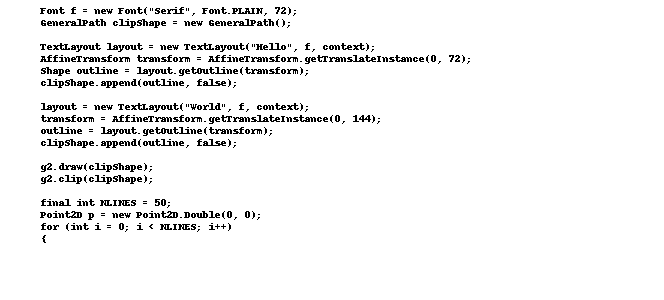 Font f = new Font("Serif", Font.PLAIN, 72);
GeneralPath clipShape = new GeneralPath();
TextLayout layout = new TextLayout("Hello", f, context);
AffineTransform transform = AffineTransform.getTranslateInstance(0, 72);
Shape outline = layout.getOutline(transform);
clipShape.append(outline, false);
layout = new TextLayout("World", f, context);
transform = AffineTransform.getTranslateInstance(0, 144);
outline = layout.getOutline(transform);
clipShape.append(outline, false);
g2.draw(clipShape);
g2.clip(clipShape);
final int NLINES = 50;
Point2D p = new Point2D.Double(0, 0);
for (int i = 0; i < NLINES; i++)
{